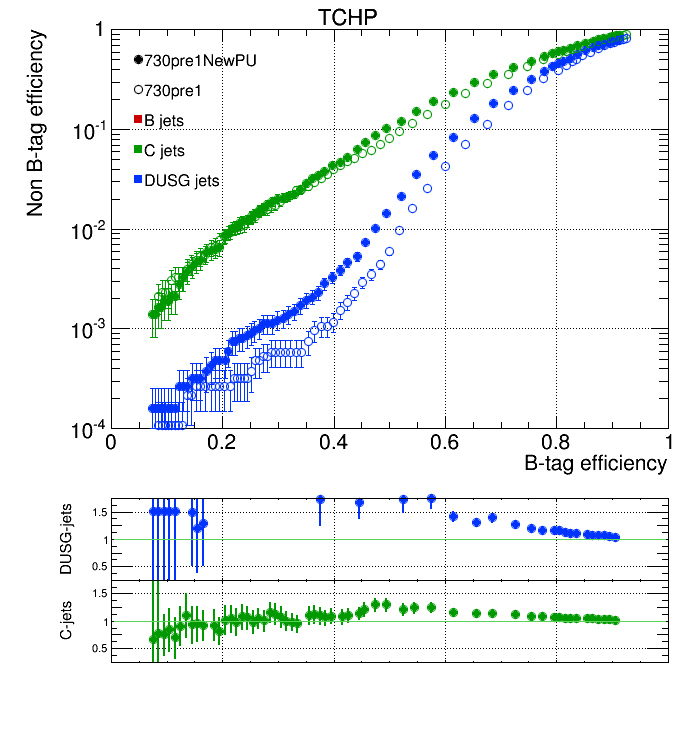 TCHP
Non B-tag efficiency
1
10⁻¹
10⁻²
10⁻³
10⁻⁴
730pre1NewPU
730pre1
B jets
C jets
DUSG jets
0 0.2 0.4 0.6 0.8 1
B-tag efficiency
DUSG-jets
1.5
1
0.5
C-jets
1.5
1
0.5